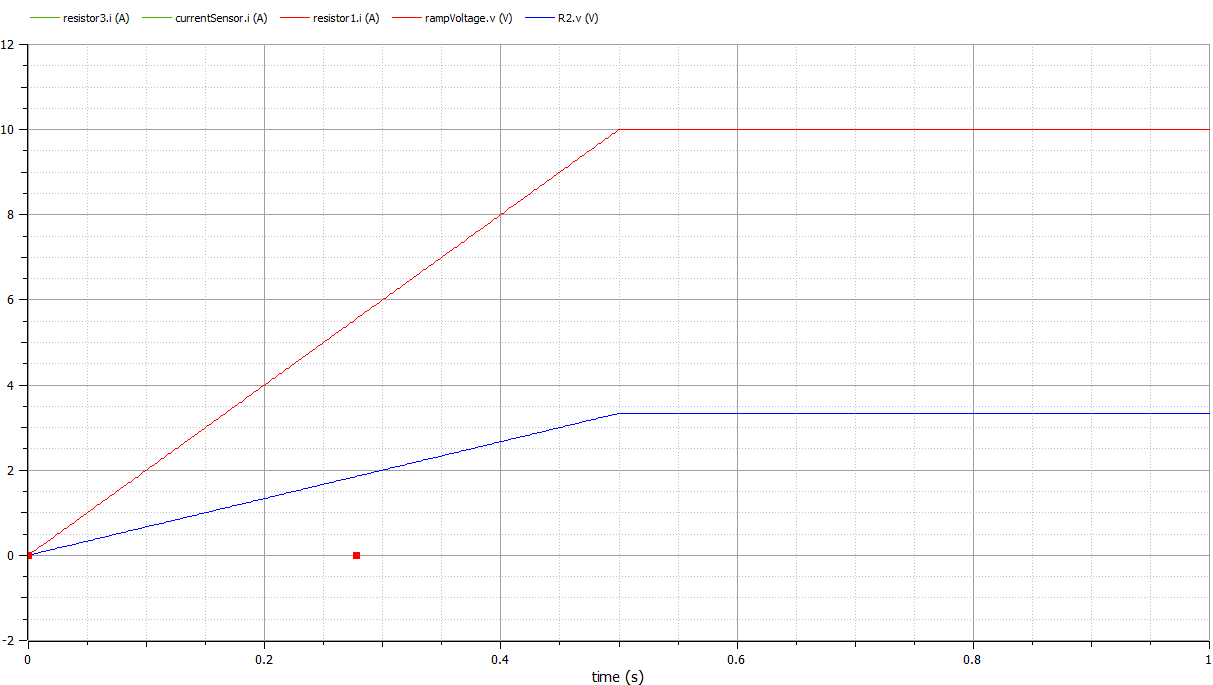 resistor3.i (A) currentSensor.i (A) resistor1.i (A) rampVoltage.v (V) R2.v (V)
12
10
8
6
4
2
0
-2
0 0.2 0.4 0.6 0.8 1
time (s)